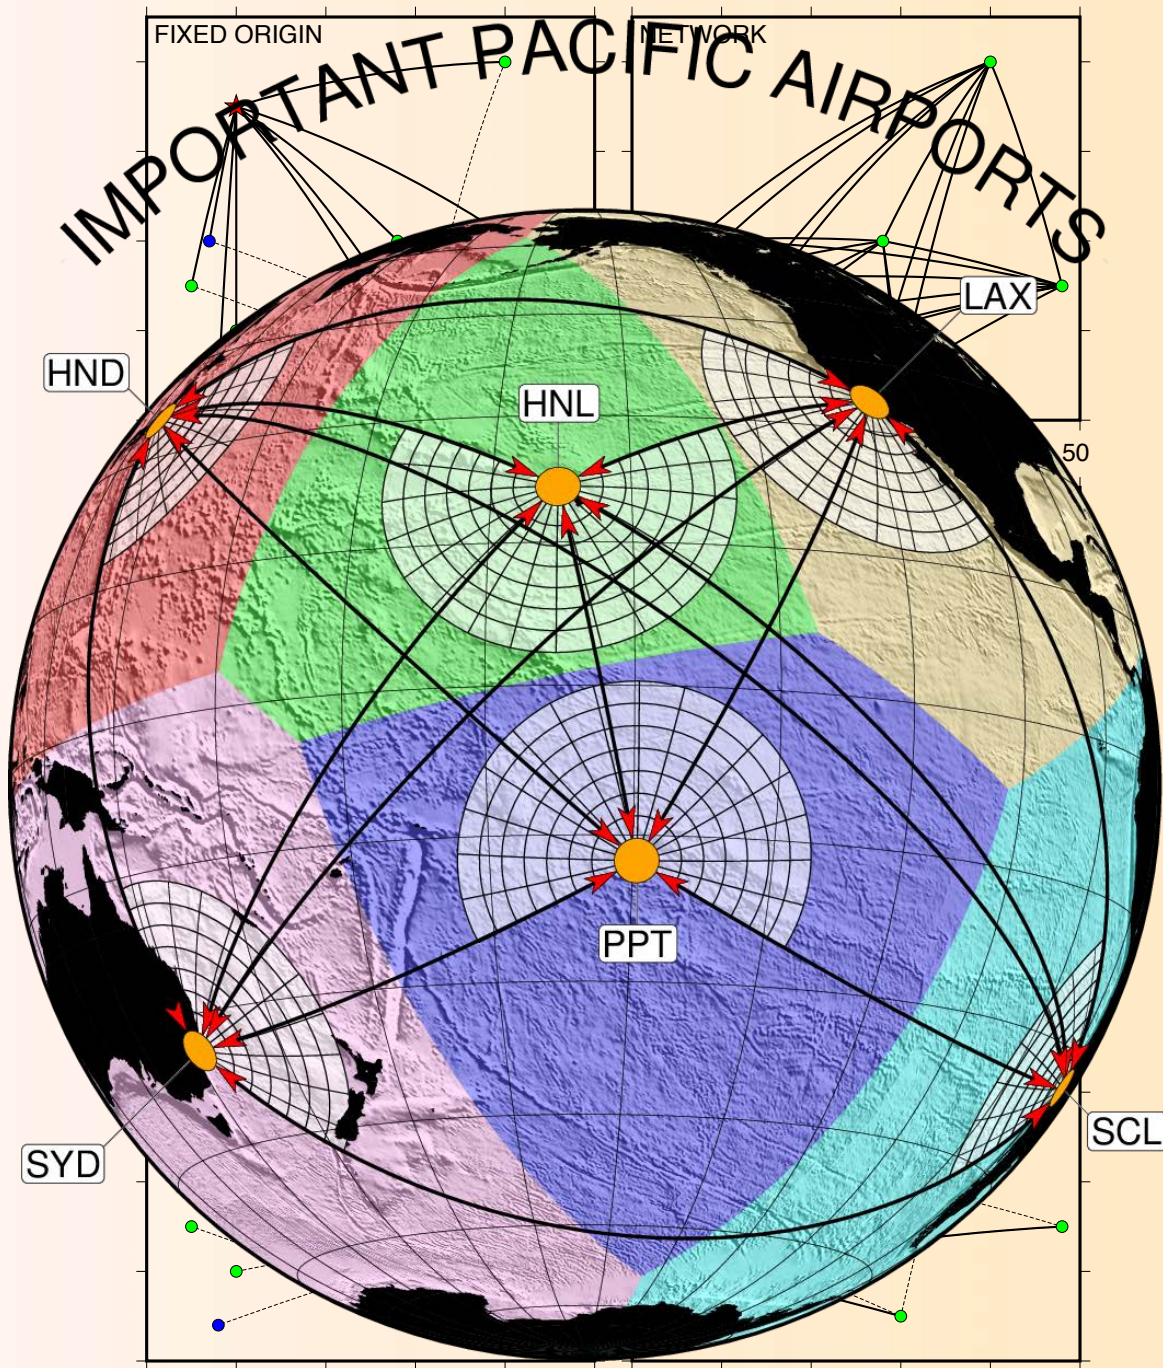 FIXED ORIGIN
NETWORK
IMPORTANT PACIFIC AIRPORTS
LAX
HND
HNL
50
PPT
SCL
SYD